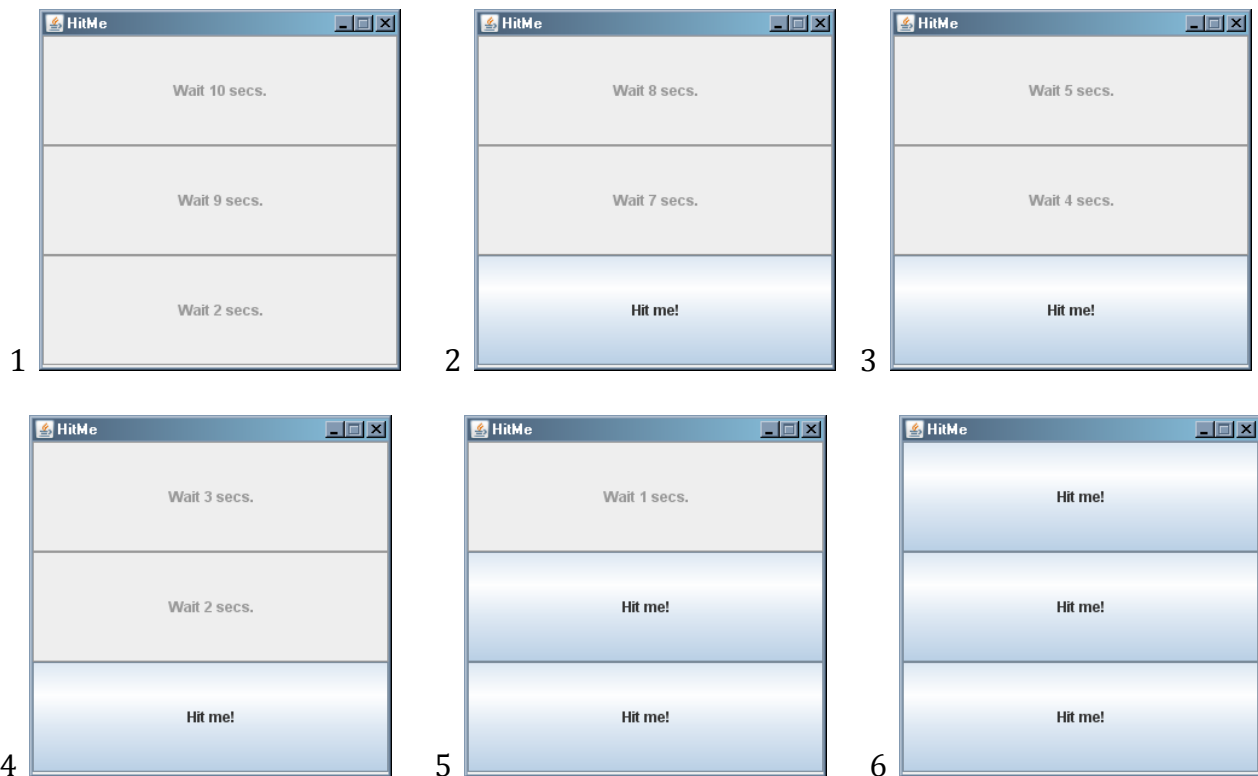 HitMe
Wait 10 secs.
Wait 9 secs.
Wait 2 secs.
1
HitMe
Wait 8 secs.
Wait 7 secs.
Hit me!
2
HitMe
Wait 5 secs.
Wait 4 secs.
Hit me!
3
HitMe
Wait 3 secs.
Wait 2 secs.
Hit me!
4
HitMe
Wait 1 secs.
Hit me!
Hit me!
5
HitMe
Hit me!
Hit me!
Hit me!
6